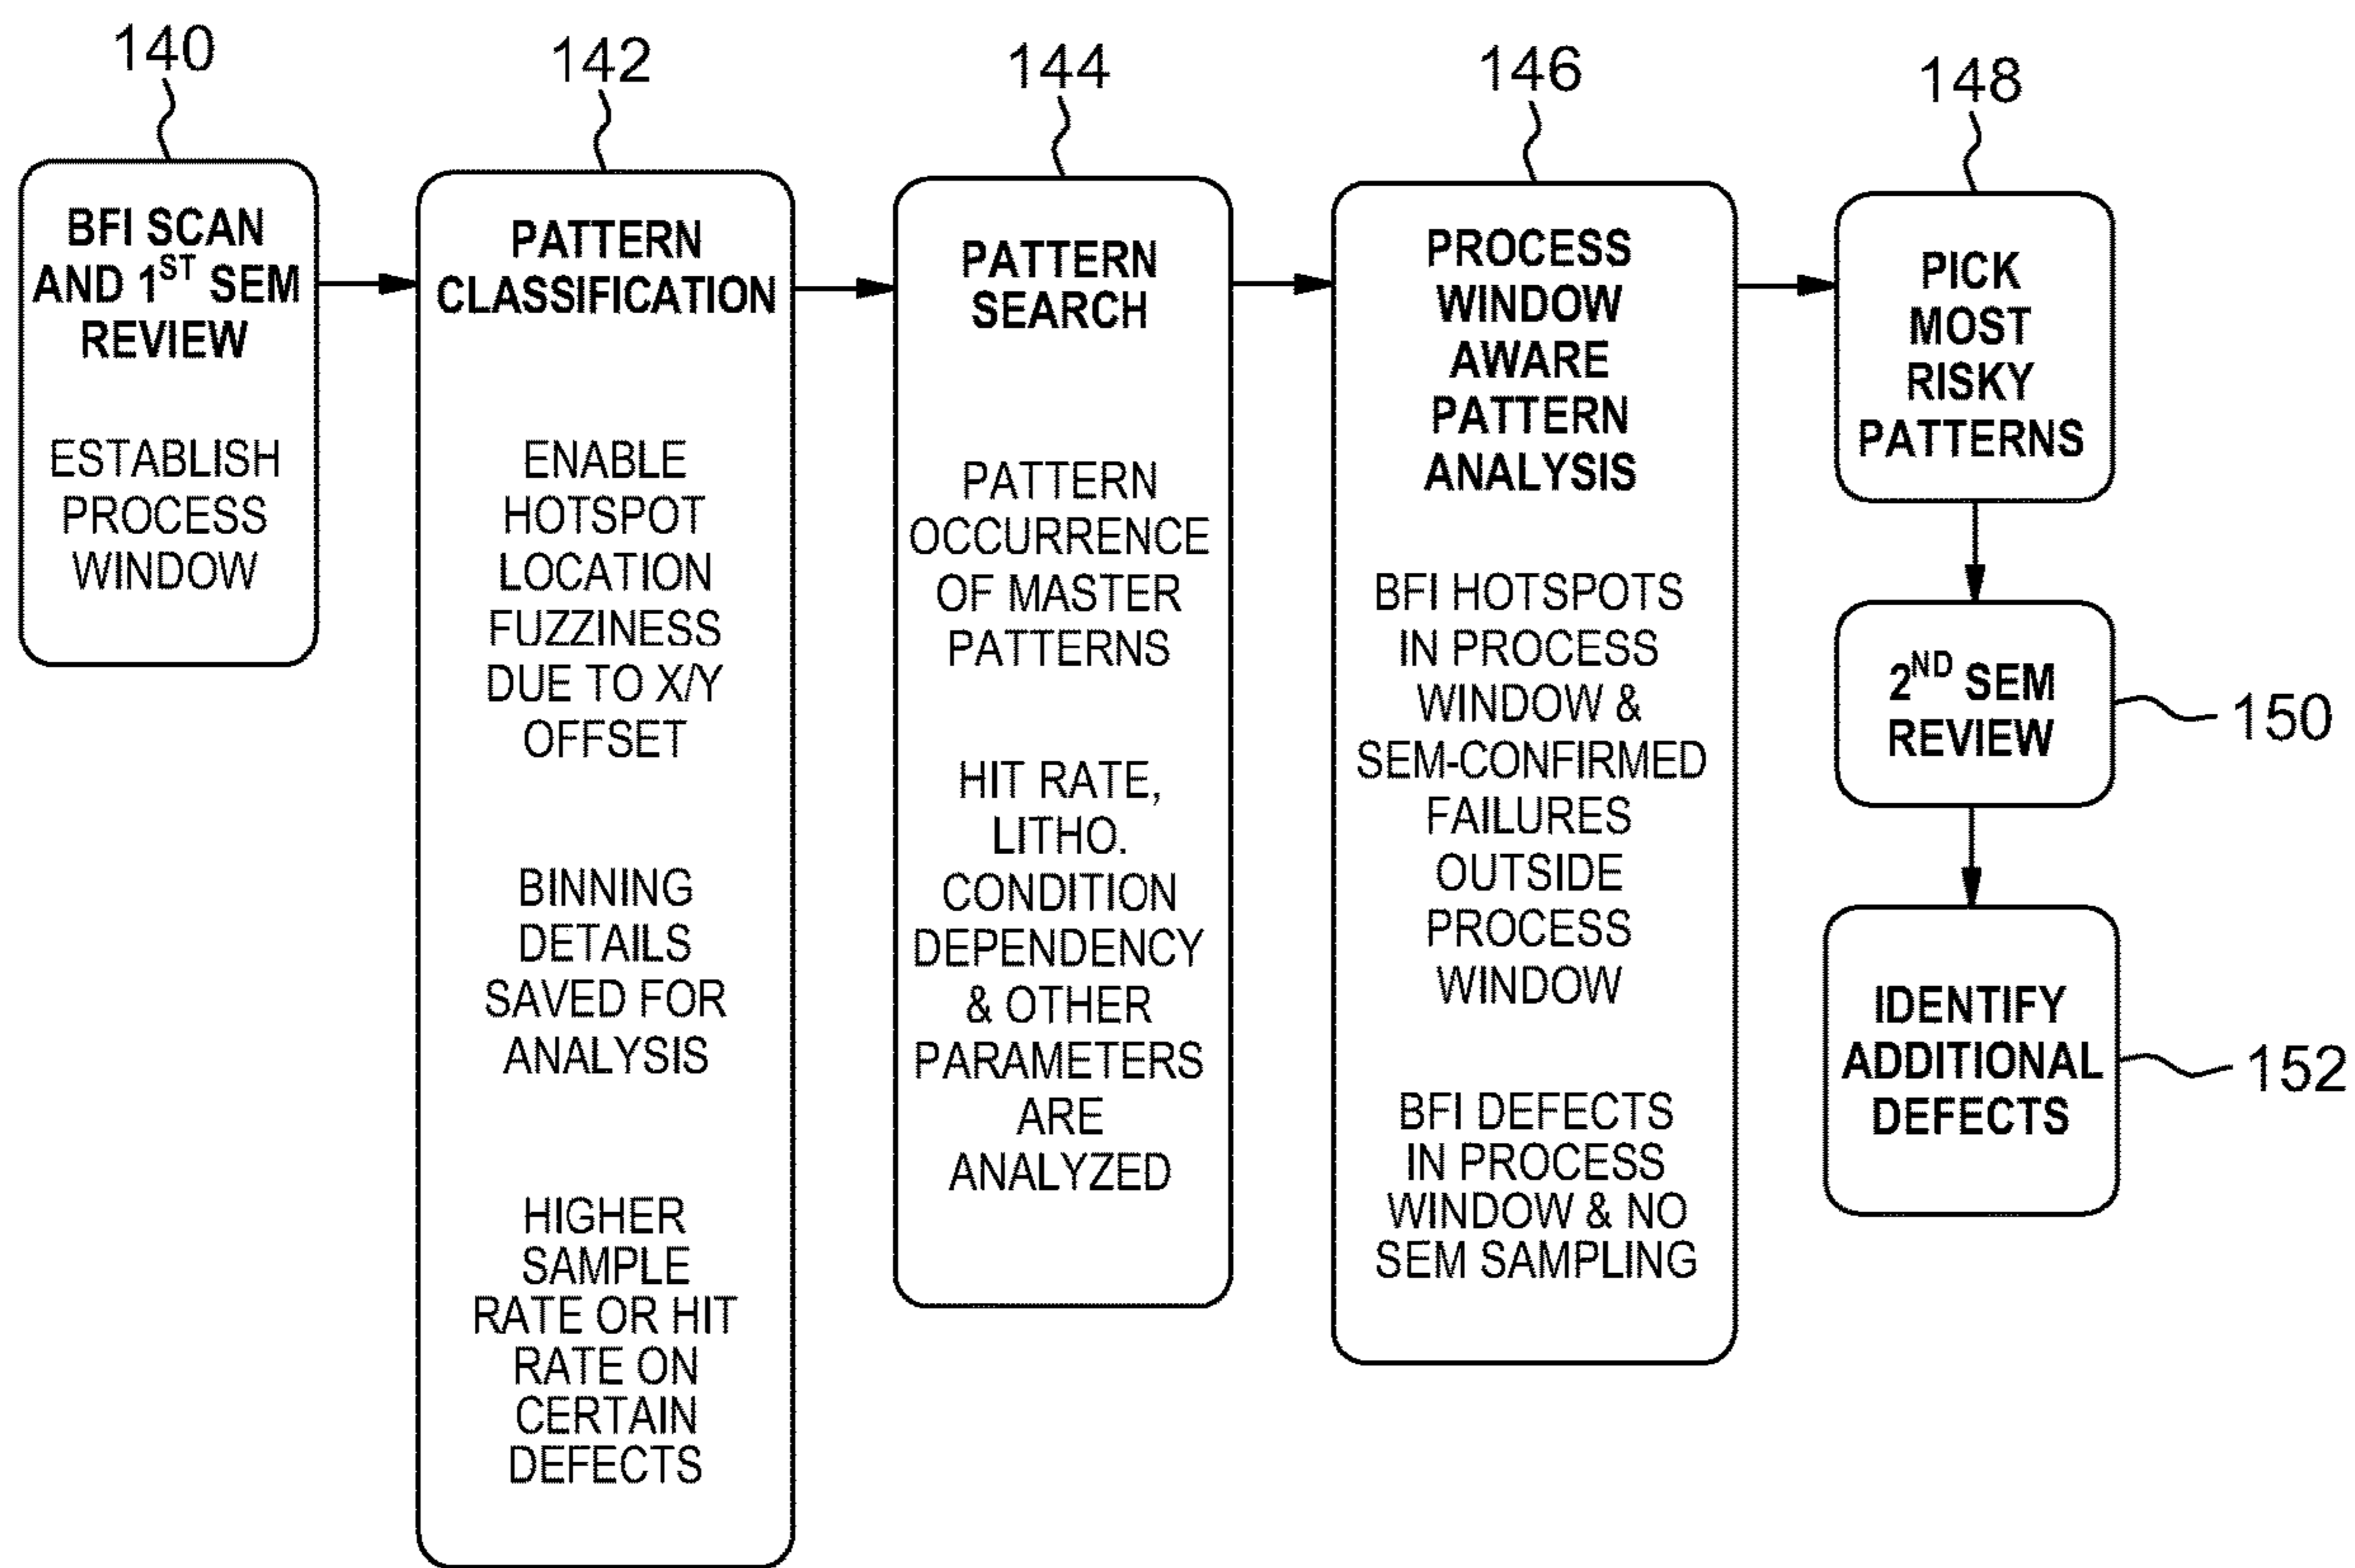 140
BFI SCAN
AND 1ST SEM
REVIEW
ESTABLISH
PROCESS
WINDOW
142
PATTERN
CLASSIFICATION
ENABLE
HOTSPOT
LOCATION
FUZZINESS
DUE TO X/Y
OFFSET
BINNING
DETAILS
SAVED FOR
ANALYSIS
HIGHER
SAMPLE
RATE OR HIT
RATE ON
CERTAIN
DEFECTS
144
PATTERN
SEARCH
PATTERN
OCCURRENCE
OF MASTER
PATTERNS
HIT RATE,
LITHO.
CONDITION
DEPENDENCY
& OTHER
PARAMETERS
ARE
ANALYZED
146
PROCESS
WINDOW
AWARE
PATTERN
ANALYSIS
BFI HOTSPOTS
IN PROCESS
WINDOW &
SEM-CONFIRMED
FAILURES
OUTSIDE
PROCESS
WINDOW
BFI DEFECTS
IN PROCESS
WINDOW & NO
SEM SAMPLING
148
PICK
MOST
RISKY
PATTERNS
2ND SEM
REVIEW
150
IDENTIFY
ADDITIONAL
DEFECTS
152